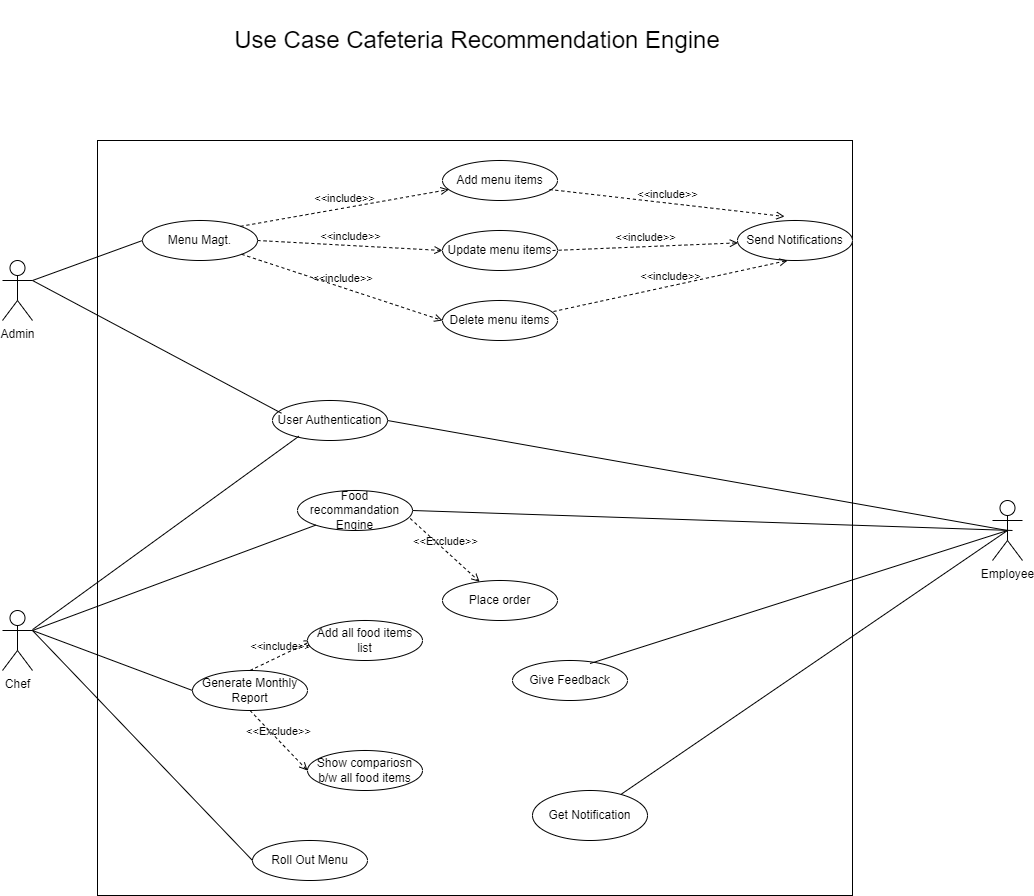 Use Case Cafeteria Recommendation Engine
Add menu items
<<include>>
<<include>>
Menu Magt.
<<include>>
Update menu items
<<include>>
Send Notifications
<<include>>
<<include>>
Delete menu items
Admin
User Authentication
Food
recommandation
Engine
<<Exclude>>
Employee
Place order
Add all food items
list
<<include>>
Chef
Generate Monthly
Report
Give Feedback
<<Exclude>>
Show compariosn
b/w all food items
Get Notification
Roll Out Menu